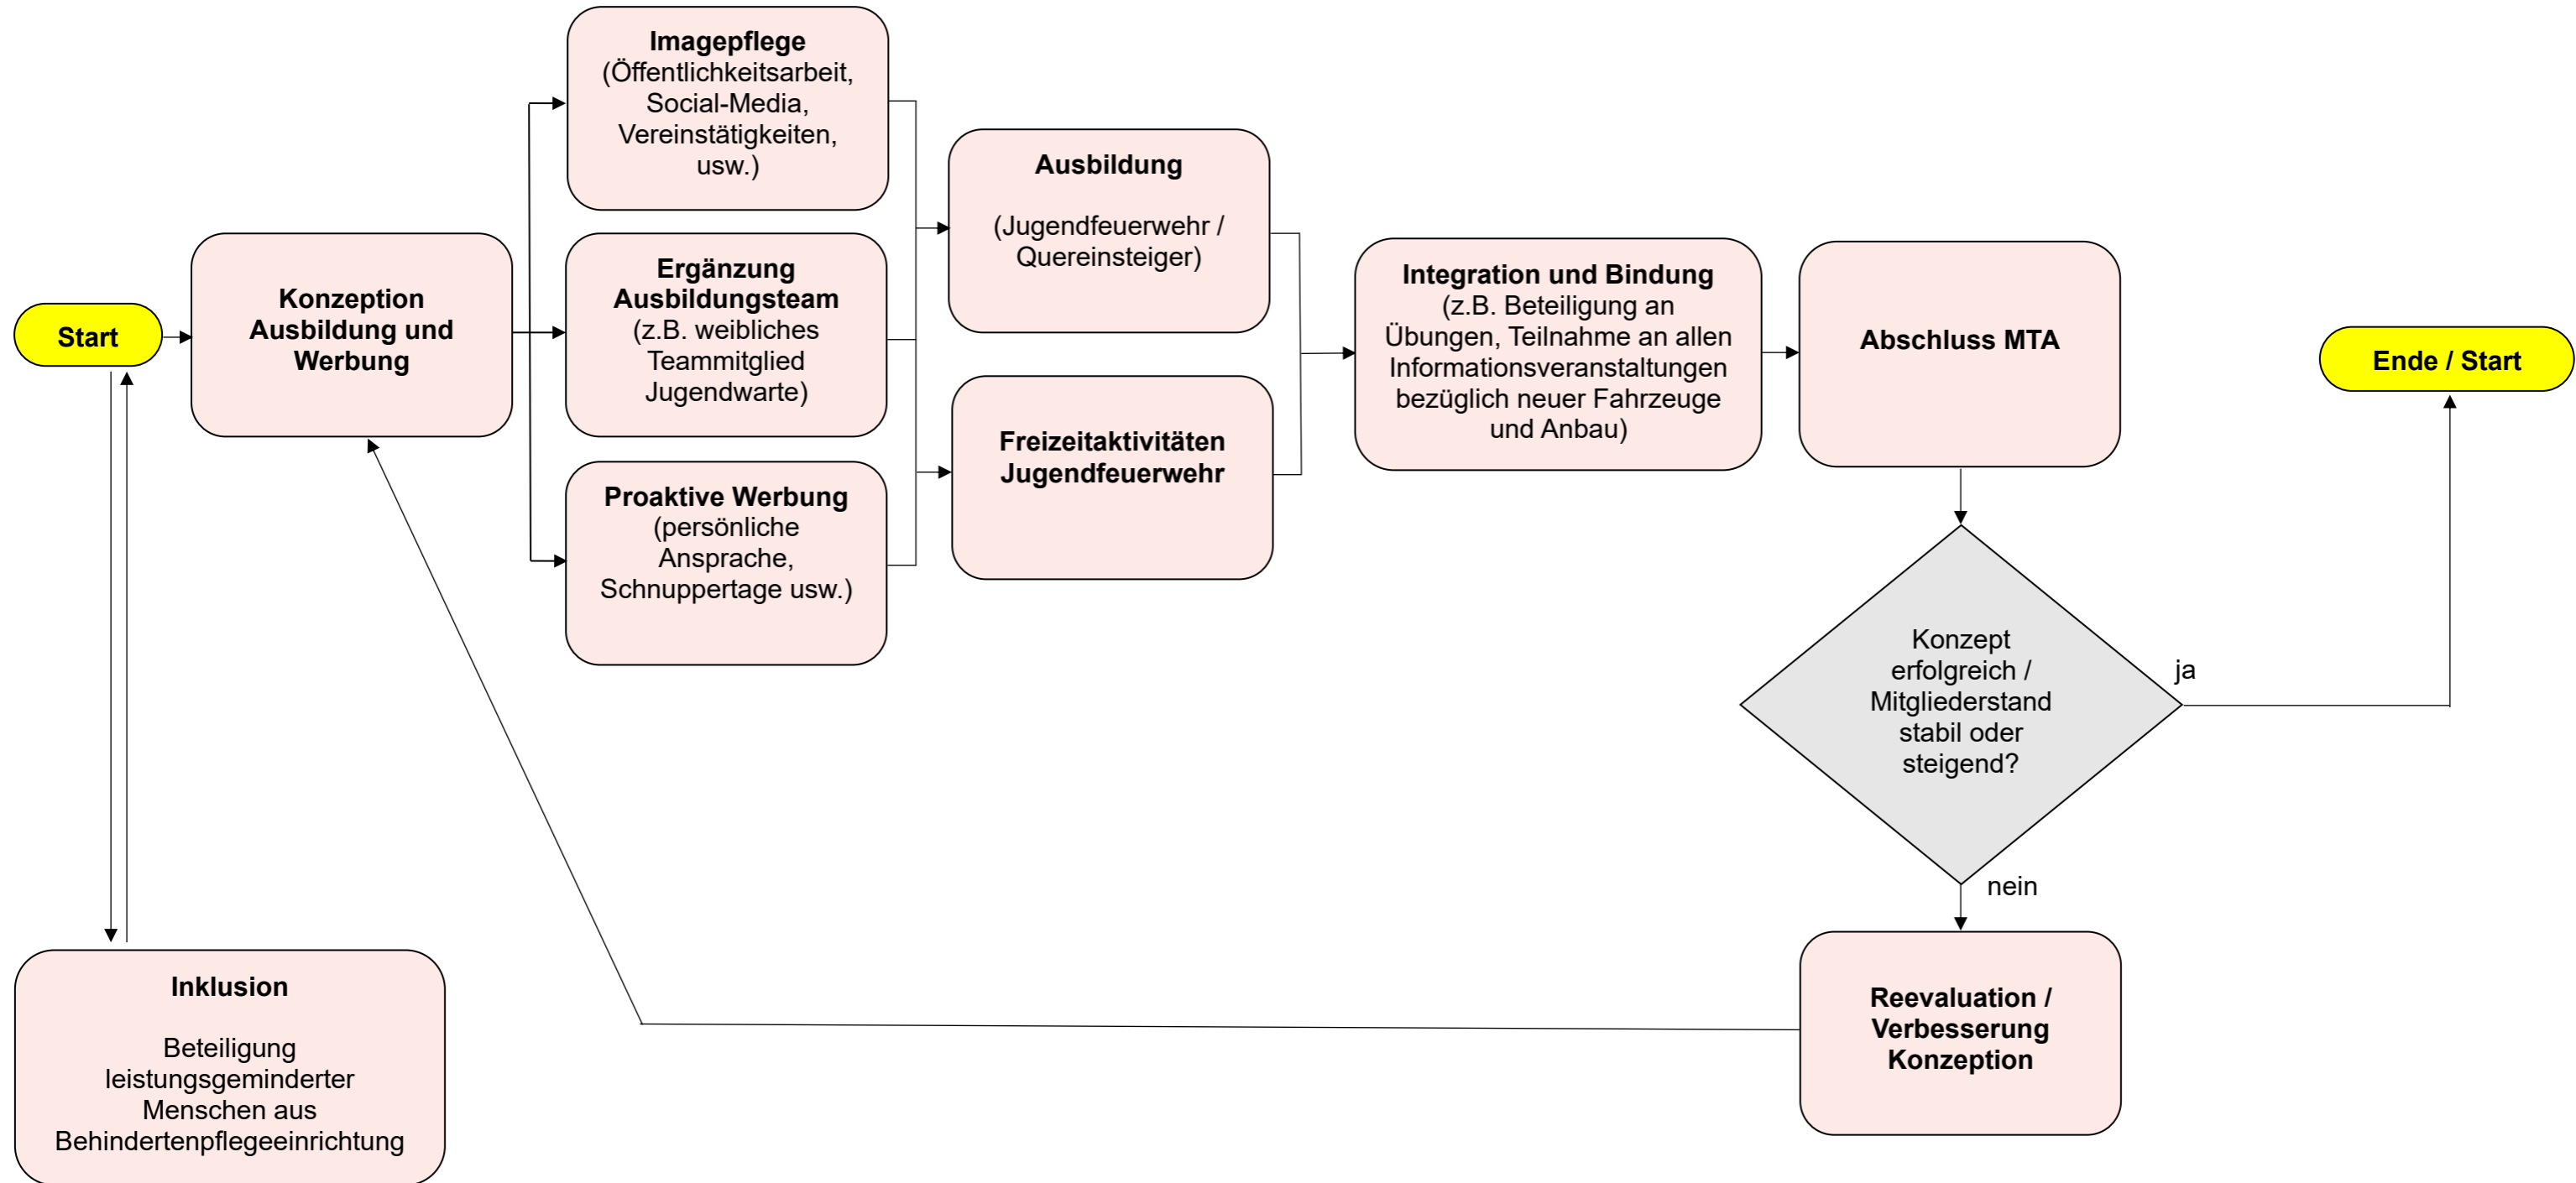 Start
Konzeption
Ausbildung und
Werbung
Imagepflege
(Öffentlichkeitsarbeit,
Social-Media,
Vereinstätigkeiten,
usw.)
Ergänzung
Ausbildungsteam
(z.B. weibliches
Teammitglied
Jugendwarte)
Proaktive Werbung
(persönliche
Ansprache,
Schnuppertage usw.)
Ausbildung
(Jugendfeuerwehr /
Quereinsteiger)
Freizeitaktivitäten
Jugendfeuerwehr
Integration und Bindung
(z.B. Beteiligung an
Übungen, Teilnahme an allen
Informationsveranstaltungen
bezüglich neuer Fahrzeuge
und Anbau)
Abschluss MTA
Ende / Start
Konzept
erfolgreich /
Mitgliederstand
stabil oder
steigend?
ja
nein
Reevaluation /
Verbesserung
Konzeption
Inklusion
Beteiligung
leistungsgeminderter
Menschen aus
Behindertenpflegeeinrichtung